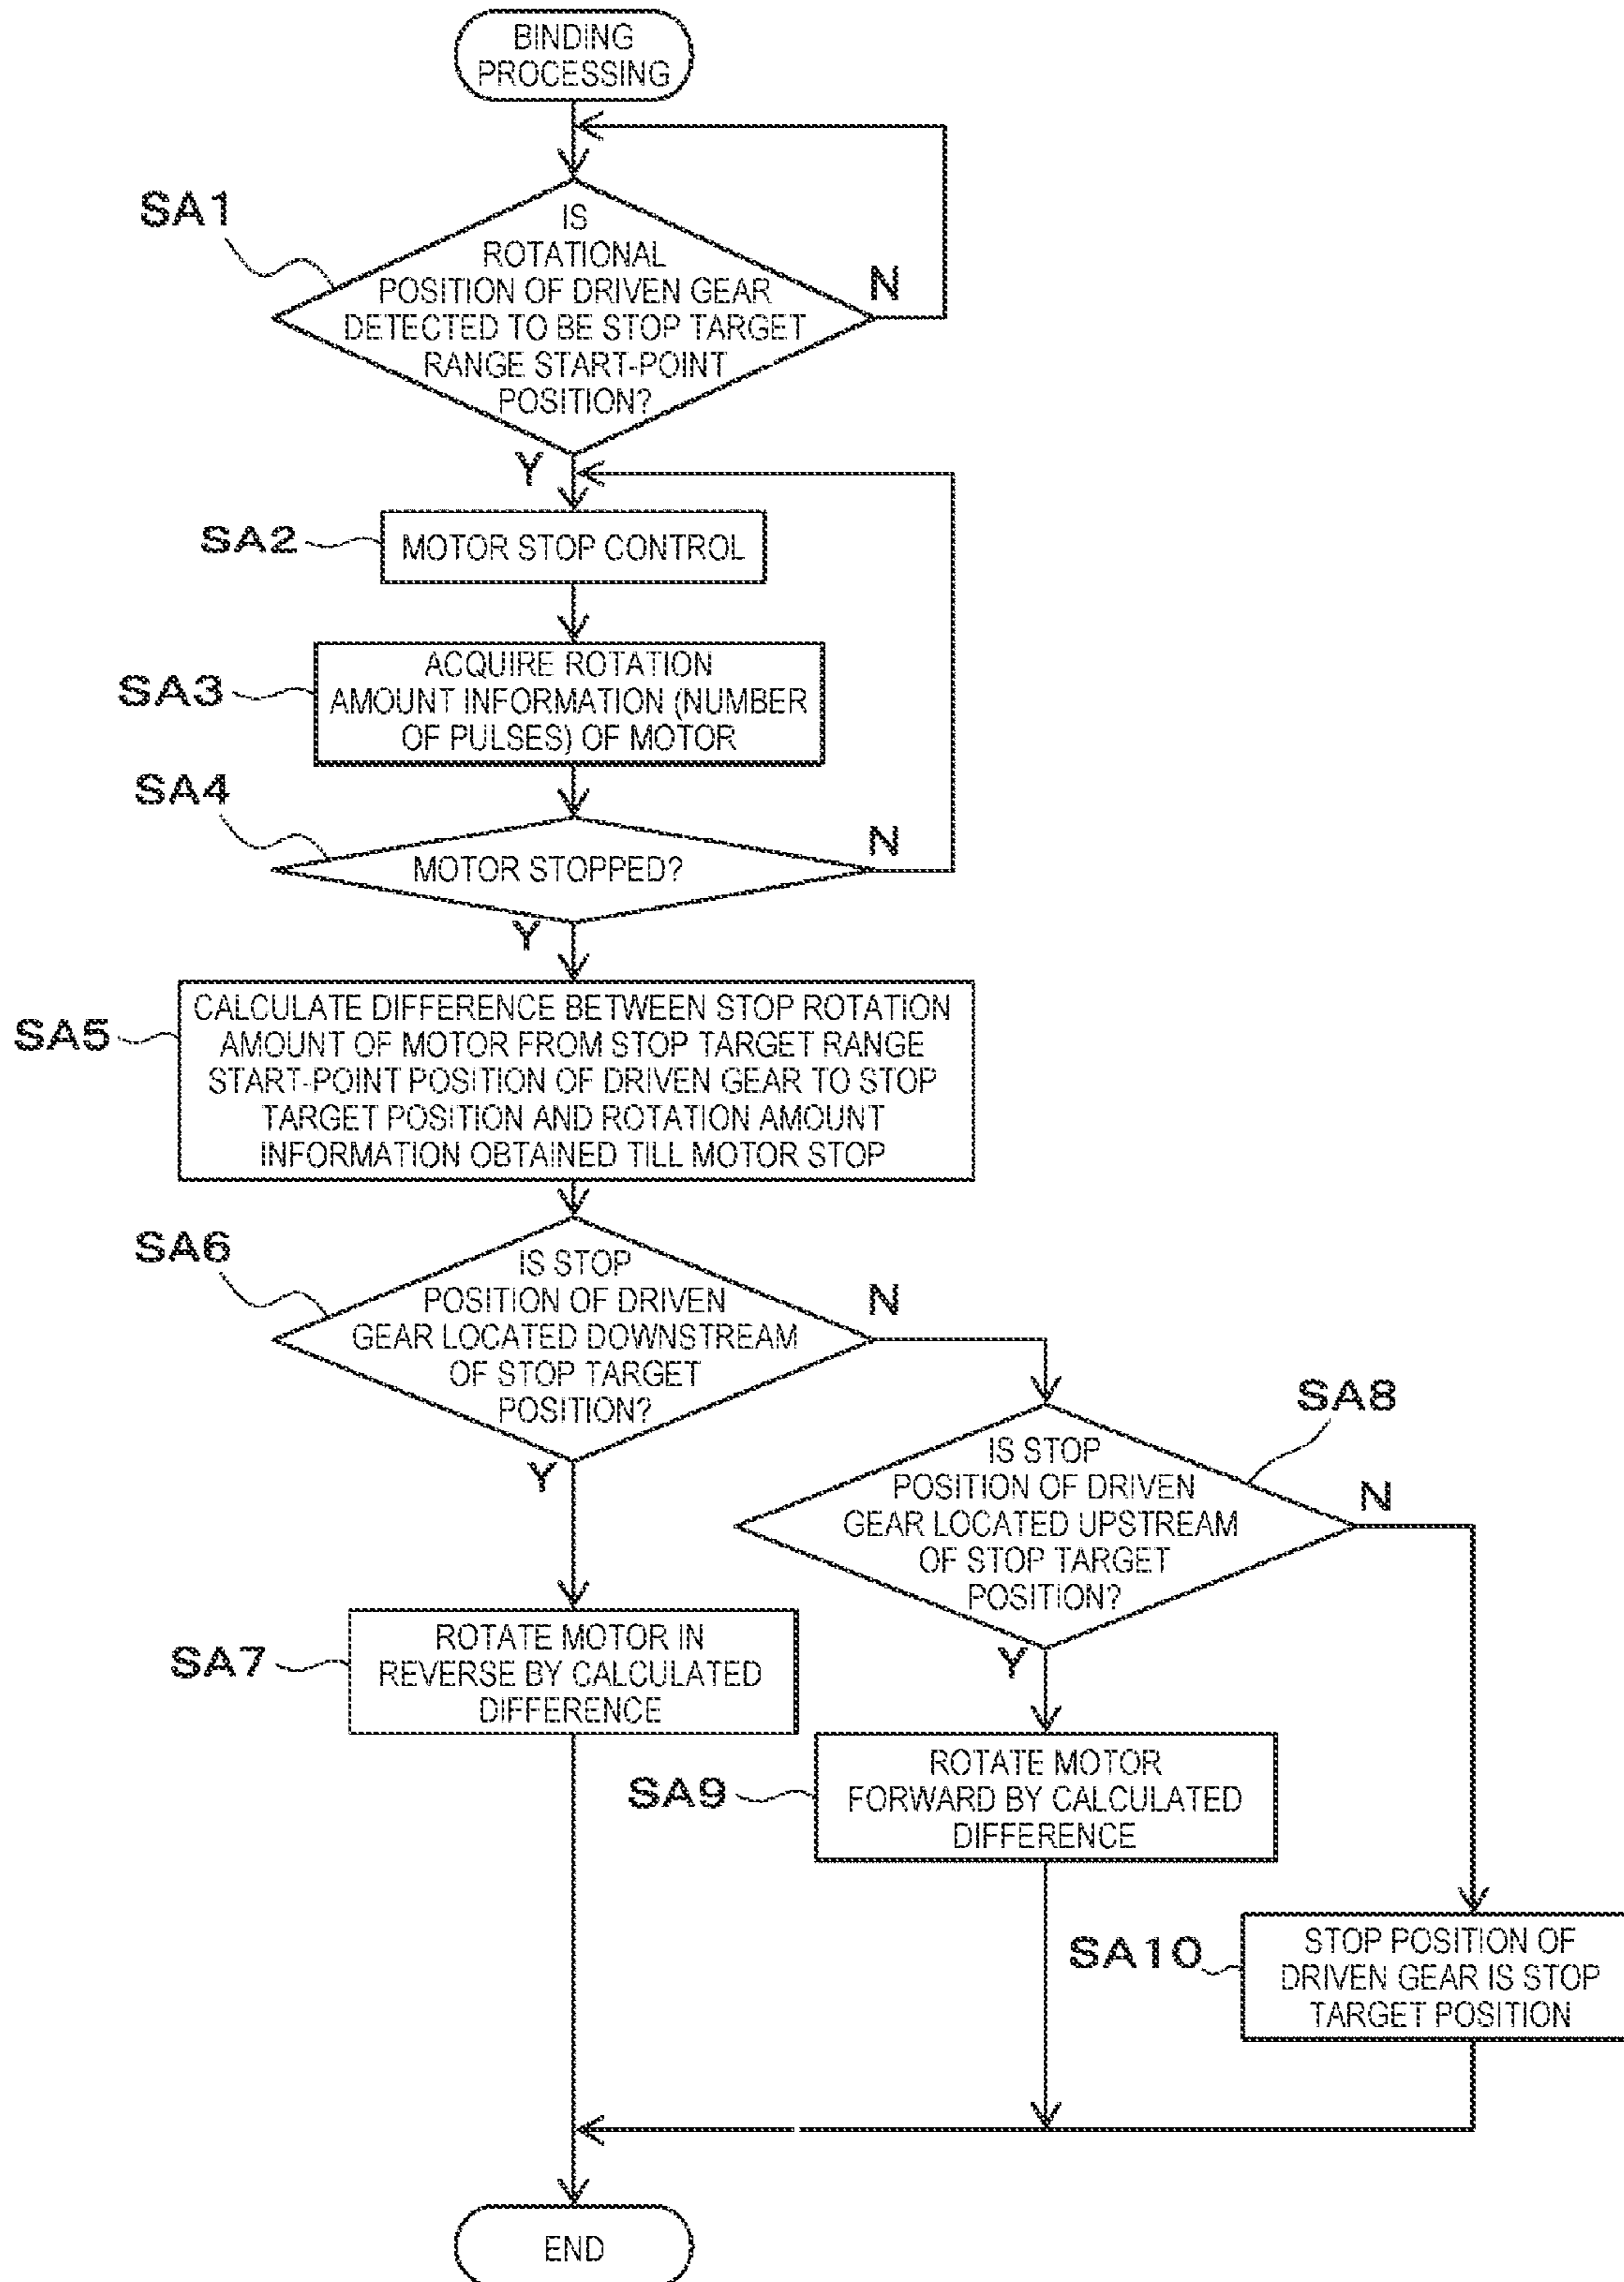 BINDING
PROCESSING
SA1
IS
ROTATIONAL
POSITION OF DRIVEN GEAR
DETECTED TO BE STOP TARGET
RANGE START-POINT
POSITION?
N
Y
SA2
MOTOR STOP CONTROL
SA3
ACQUIRE ROTATION
AMOUNT INFORMATION (NUMBER
OF PULSES) OF MOTOR
SA4
MOTOR STOPPED?
N
Y
SA5
CALCULATE DIFFERENCE BETWEEN STOP ROTATION
AMOUNT OF MOTOR FROM STOP TARGET RANGE
START-POINT POSITION OF DRIVEN GEAR TO STOP
TARGET POSITION AND ROTATION AMOUNT
INFORMATION OBTAINED TILL MOTOR STOP
SA6
IS STOP
POSITION OF DRIVEN
GEAR LOCATED DOWNSTREAM
OF STOP TARGET
POSITION?
N
Y
SA8
IS STOP
POSITION OF DRIVEN
GEAR LOCATED UPSTREAM
OF STOP TARGET
POSITION?
N
Y
SA7
ROTATE MOTOR IN
REVERSE BY CALCULATED
DIFFERENCE
SA9
ROTATE MOTOR
FORWARD BY CALCULATED
DIFFERENCE
SA10
STOP POSITION OF
DRIVEN GEAR IS STOP
TARGET POSITION
END